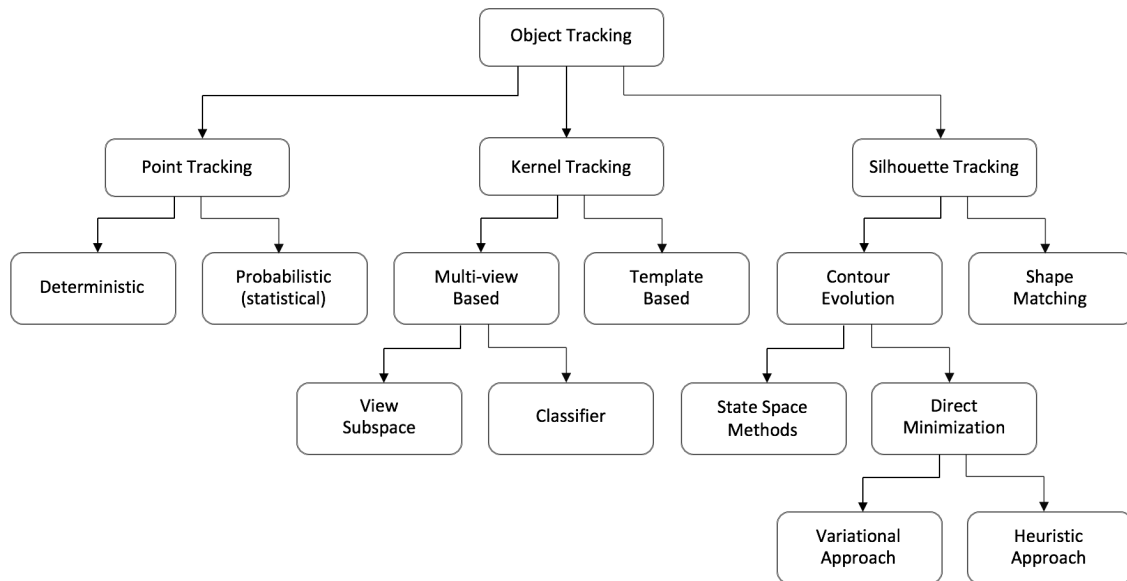 Object Tracking
Point Tracking
Kernel Tracking
Silhouette Tracking
Deterministic
Probabilistic
(statistical)
Multi-view
Based
Template
Based
Contour
Evolution
Shape
Matching
View
Subspace
Classifier
State Space
Methods
Direct
Minimization
Variational
Approach
Heuristic
Approach